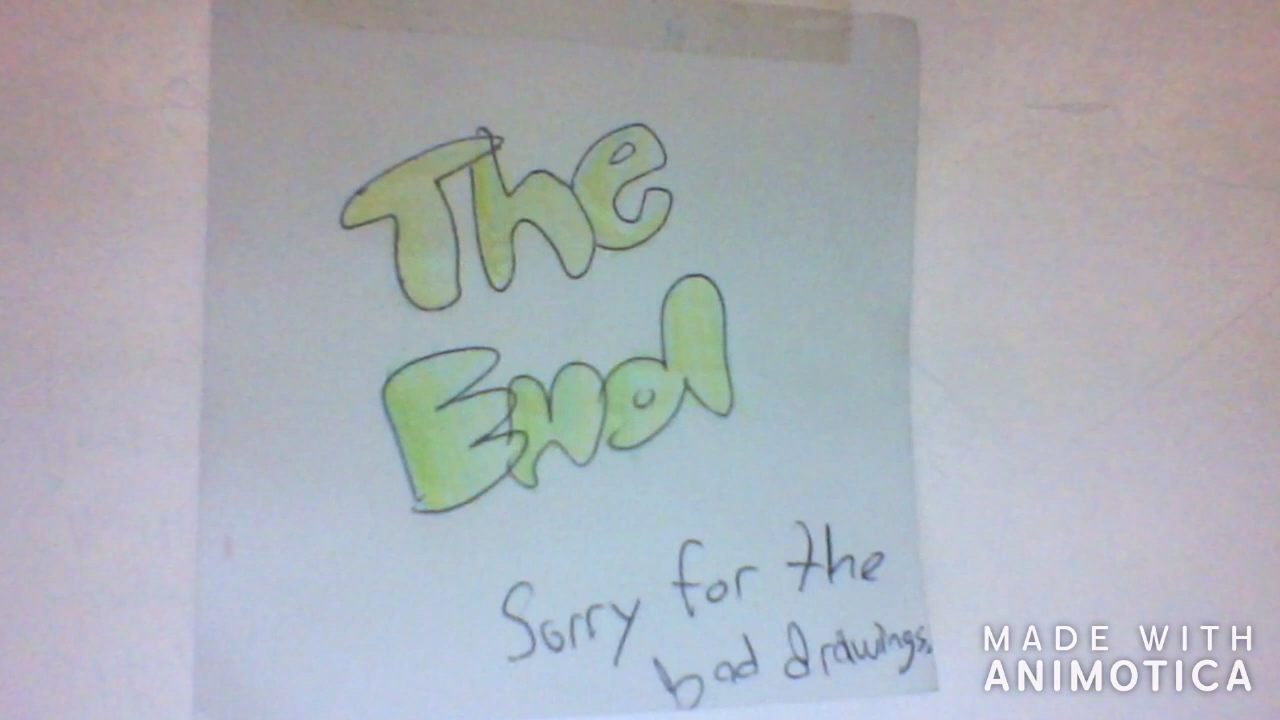 The
End
Sorry for the
bad drawings.
MADE WITH
ANIMOTICA